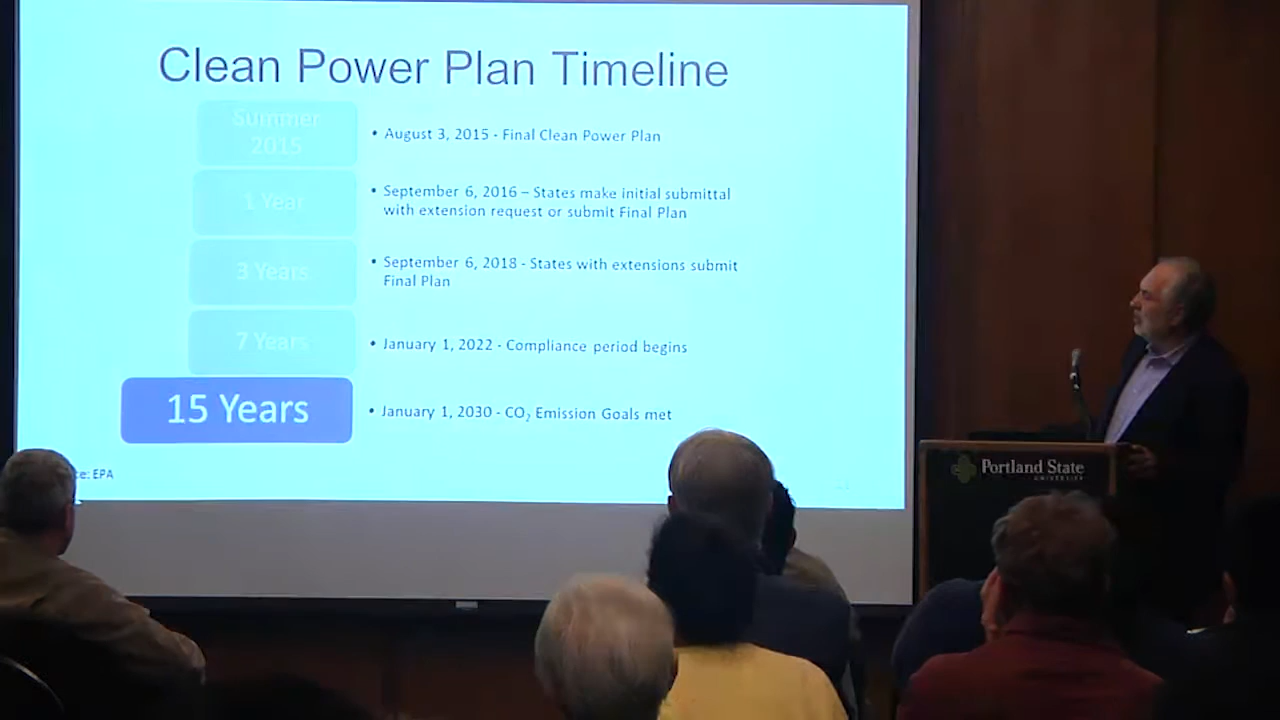 Clean Power Plan Timeline
Summer
2015
• August 3, 2015 - Final Clean Power Plan
1 Year
• September 6, 2016 – States make initial submittal
with extension request or submit Final Plan
3 Years
• September 6, 2018 - States with extensions submit
Final Plan
7 Years
• January 1, 2022 - Compliance period begins
15 Years
• January 1, 2030 - CO₂ Emission Goals met
EPA
Portland State
UNIVERSITY